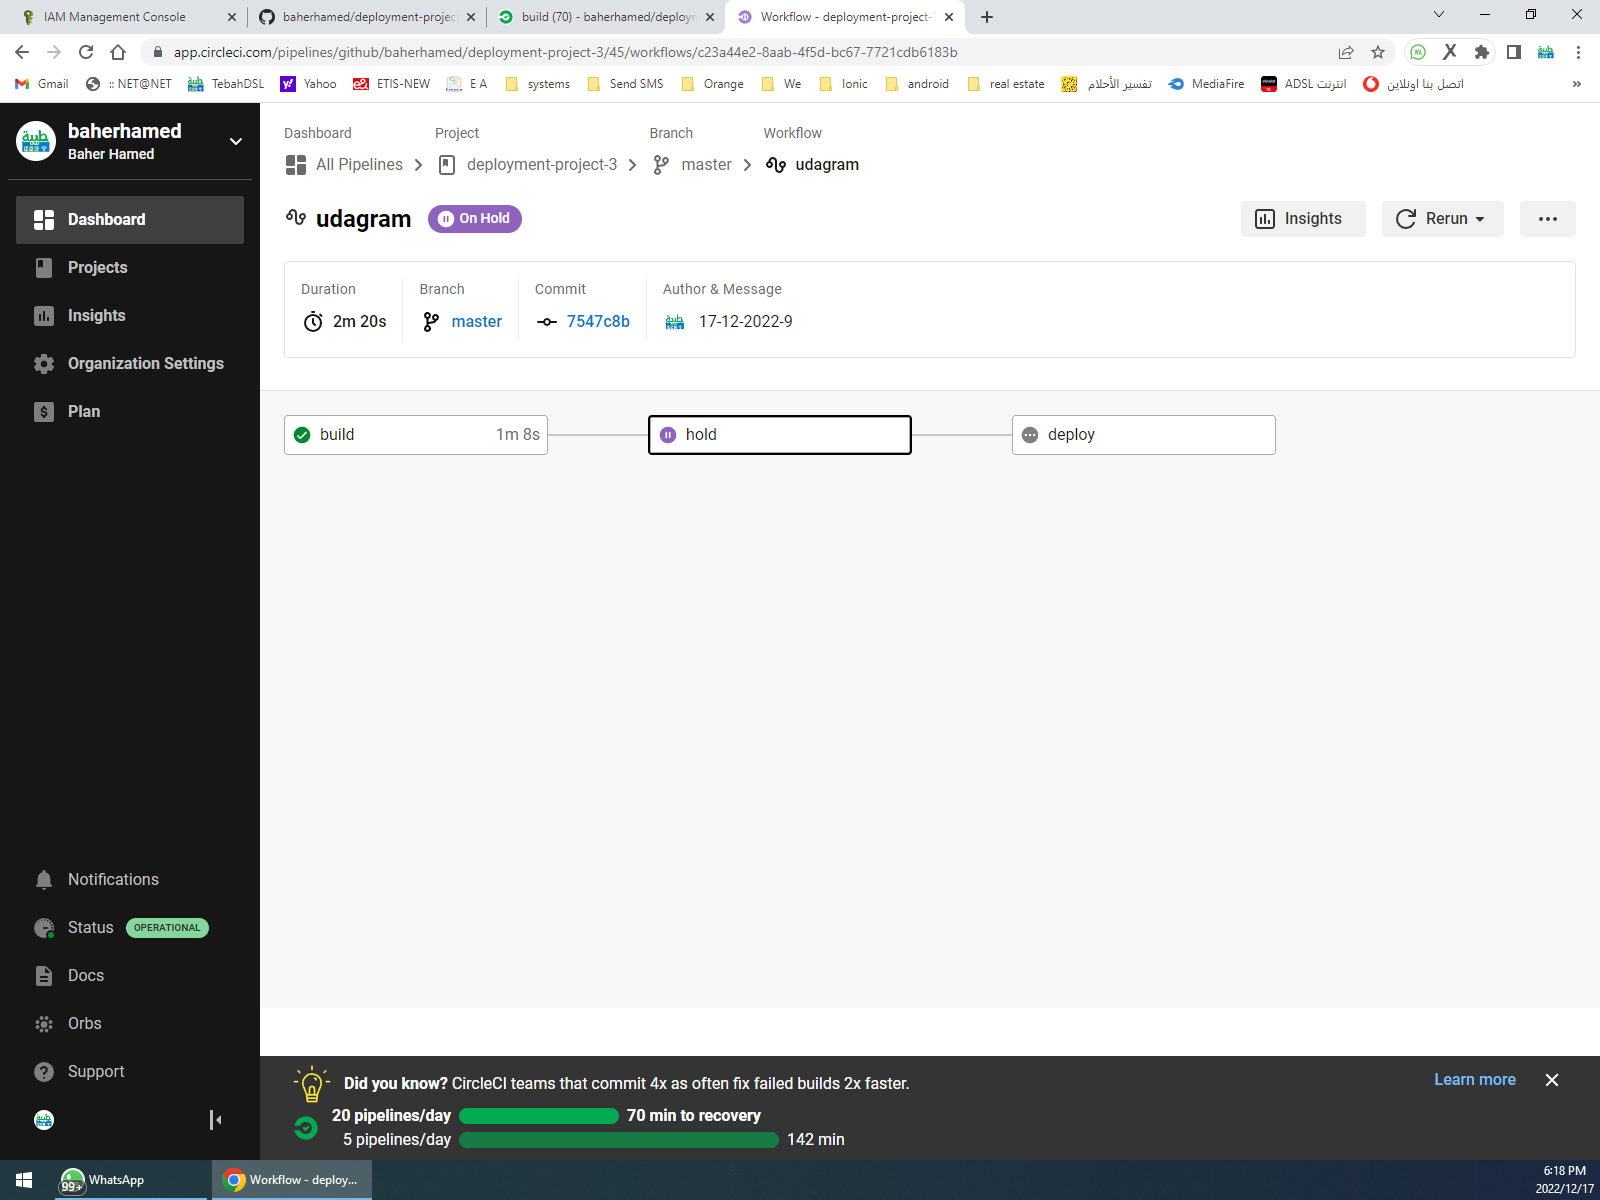 IAM Management Console
baherhamed/deployment-projec
build (70) - baherhamed/deploym
Workflow - deployment-project-
app.circleci.com/pipelines/github/baherhamed/deployment-project-3/45/workflows/c23a44e2-8aab-4f5d-bc67-7721cdb6183b
Gmail
:: NET@NET
TebahDSL
Yahoo
ETIS-NEW
E A
systems
Send SMS
Orange
We
Ionic
android
real estate
تفسير الأحلام
MediaFire
انترنت ADSL
اتصل بنا اونلاين
»
baherhamed
Baher Hamed
Dashboard
Projects
Insights
Organization Settings
Plan
Notifications
Status OPERATIONAL
Docs
Orbs
Support
Dashboard Project Branch Workflow
All Pipelines deployment-project-3 master udagram
udagram On Hold
Insights Rerun
Duration Branch Commit Author & Message
2m 20s master 7547c8b 17-12-2022-9
build 1m 8s hold deploy
Did you know? CircleCI teams that commit 4x as often fix failed builds 2x faster.
Learn more
20 pipelines/day 70 min to recovery
5 pipelines/day 142 min
99+ WhatsApp
Workflow - deploy...
6:18 PM
2022/12/17